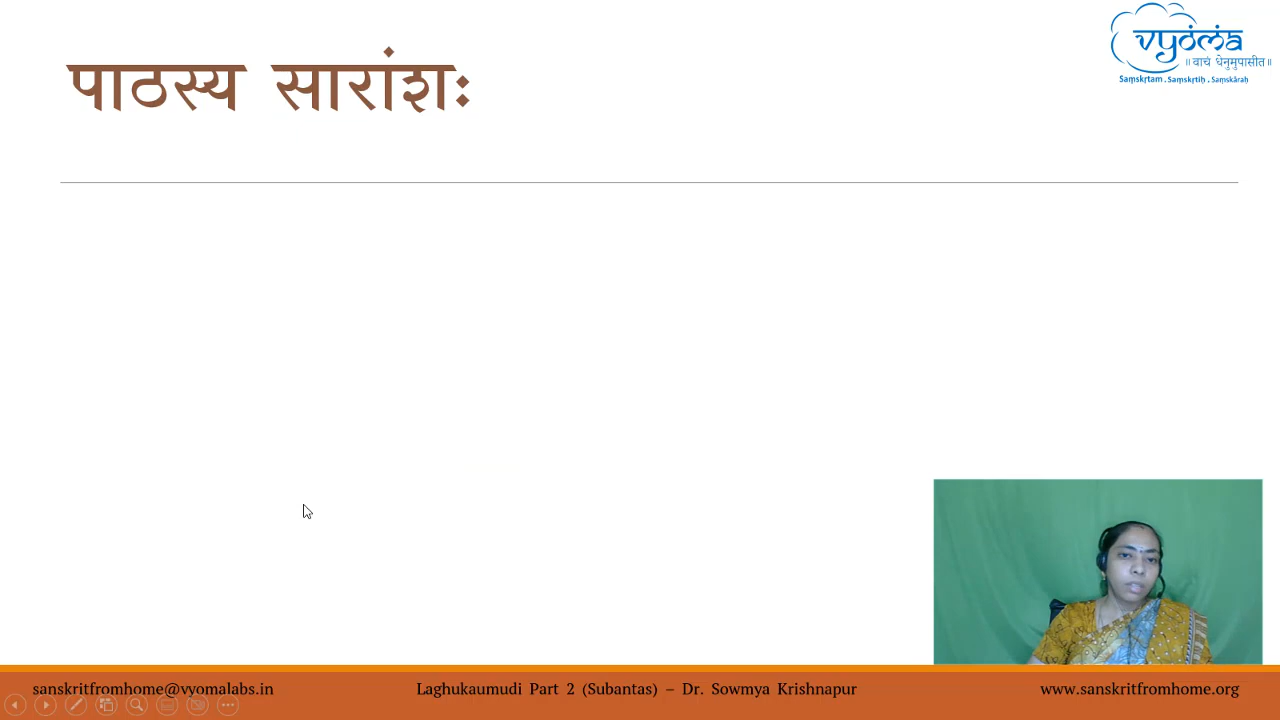 पाठस्य सारांशः
vyoma
॥ वाचं धेनुमुपासीत॥
Saṃskṛtam . Saṃskṛtiḥ . Saṃskāraḥ
sanskritfromhome@vyomalabs.in
Laghukaumudi Part 2 (Subantas) – Dr. Sowmya Krishnapur
www.sanskritfromhome.org